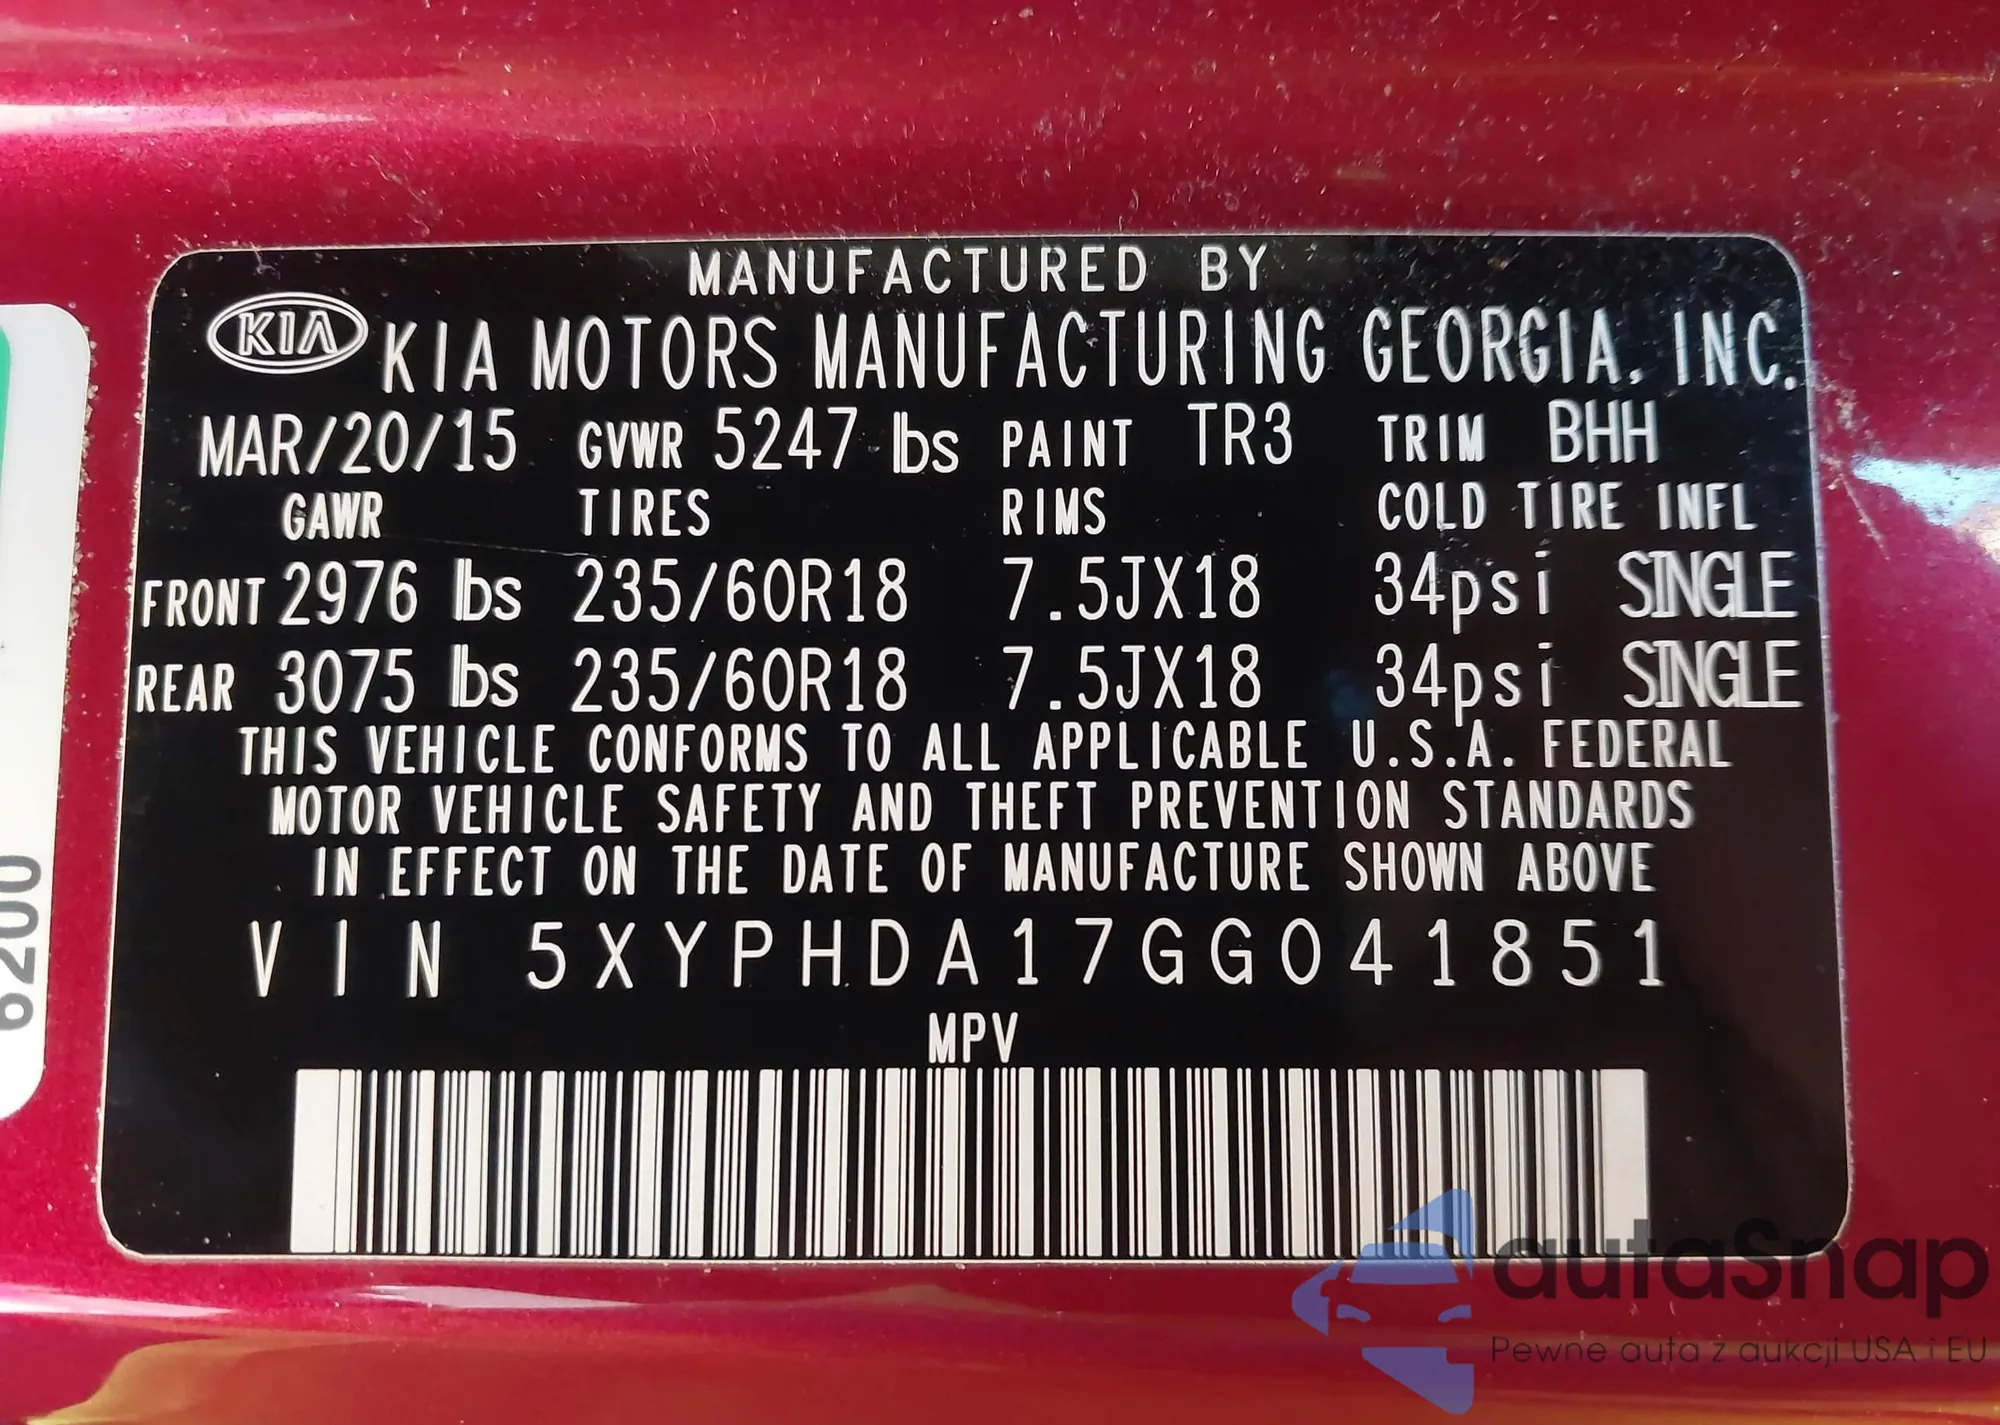 MANUFACTURED BY
KIA KIA MOTORS MANUFACTURING GEORGIA, INC.
MAR/20/15 GVWR 5247 lbs PAINT TR3 TRIM BHH
GAWR TIRES RIMS COLD TIRE INFL
FRONT 2976 lbs 235/60R18 7.5JX18 34psi SINGLE
REAR 3075 lbs 235/60R18 7.5JX18 34psi SINGLE
THIS VEHICLE CONFORMS TO ALL APPLICABLE U.S.A. FEDERAL
MOTOR VEHICLE SAFETY AND THEFT PREVENTION STANDARDS
IN EFFECT ON THE DATE OF MANUFACTURE SHOWN ABOVE
VIN 5XYPHDA17GG041851
MPV
6200
autaSnap
Pewne auta z aukcji USA i EU